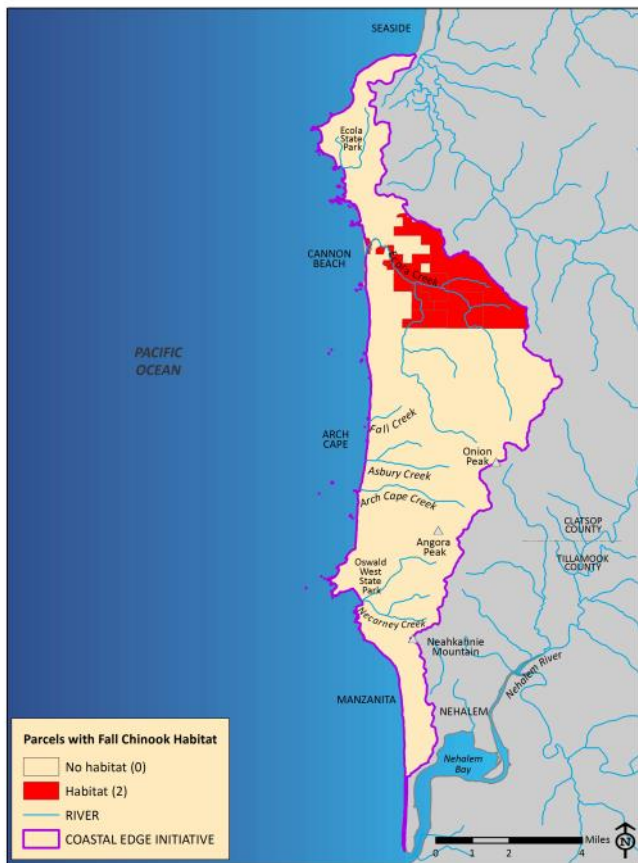 SEASIDE
Ecola
State
Park
CANNON
BEACH
Ecola Creek
PACIFIC
OCEAN
Fall Creek
ARCH
CAPE
Onion
Peak
Asbury Creek
Arch Cape Creek
CLATSOP
COUNTY
TILLAMOOK
COUNTY
Angora
Peak
Oswald
West
State
Park
Necarney Creek
Neahkahnie
Mountain
Nehalem River
MANZANITA
NEHALEM
Nehalem
Bay
Parcels with Fall Chinook Habitat
No habitat (0)
Habitat (2)
RIVER
COASTAL EDGE INITIATIVE
Miles
0 2 4
N